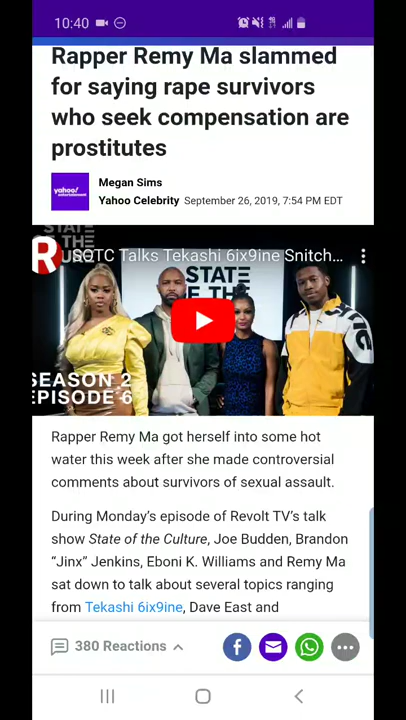 10:40
Rapper Remy Ma slammed
for saying rape survivors
who seek compensation are
prostitutes
yahoo!
entertainment
Megan Sims
Yahoo Celebrity September 26, 2019, 7:54 PM EDT
SOTC Talks Tekashi 6ix9ine Snitch...
R
STATE
OF THE
SEASON 2
EPISODE 6
Rapper Remy Ma got herself into some hot
water this week after she made controversial
comments about survivors of sexual assault.
During Monday’s episode of Revolt TV’s talk
show State of the Culture, Joe Budden, Brandon
“Jinx” Jenkins, Eboni K. Williams and Remy Ma
sat down to talk about several topics ranging
from Tekashi 6ix9ine, Dave East and
380 Reactions